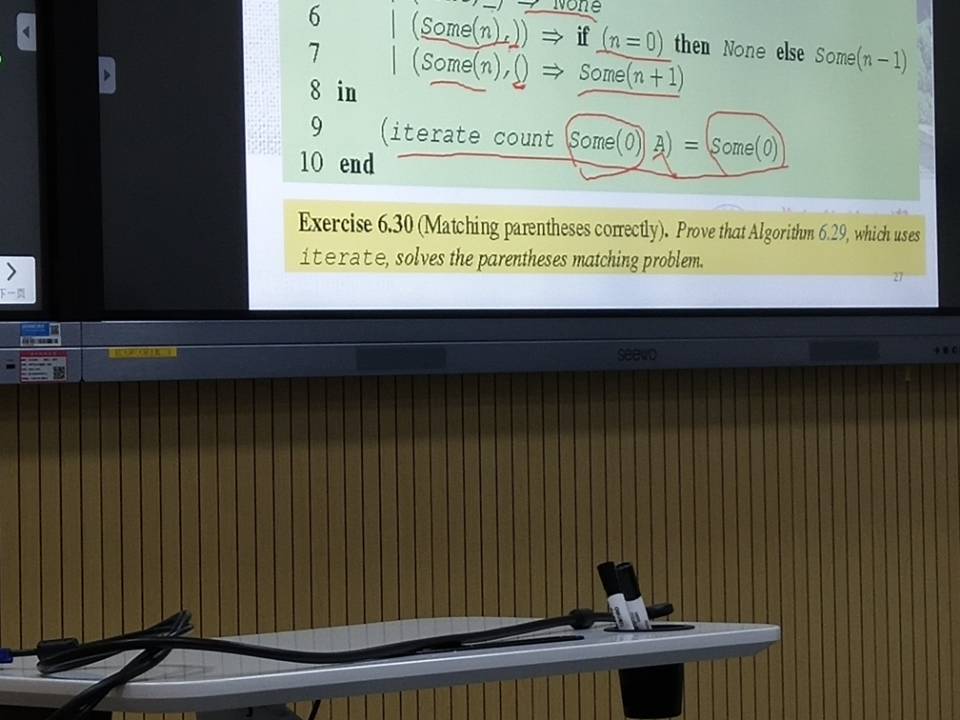 None
6 | (Some(n), )) ⇒ if (n = 0) then None else Some(n − 1)
7 | (Some(n), () ⇒ Some(n + 1)
8 in
9 (iterate count Some(0) A) = Some(0)
10 end
Exercise 6.30 (Matching parentheses correctly). Prove that Algorithm 6.29, which uses
iterate, solves the parentheses matching problem.
27
下一页
seewo